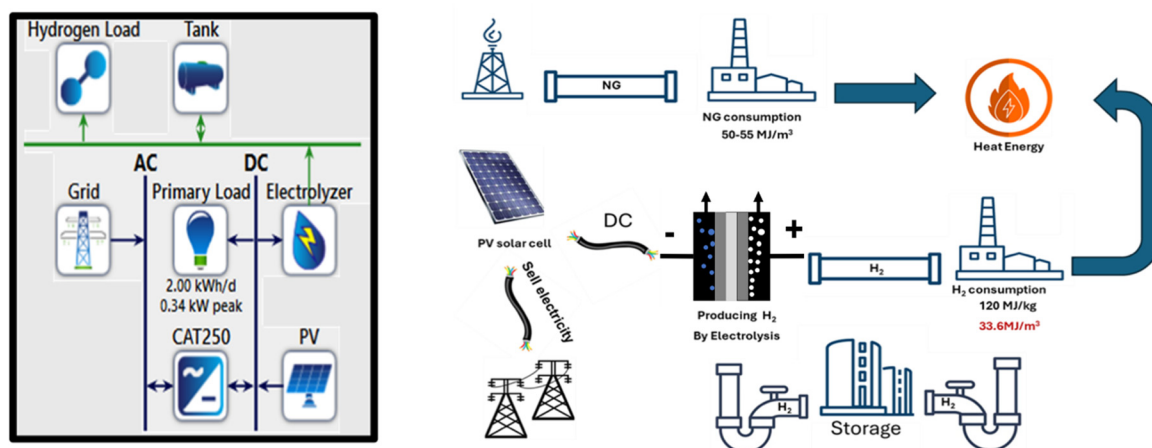 Hydrogen Load
Tank
AC
DC
Grid
Primary Load
Electrolyzer
2.00 kWh/d
0.34 kW peak
CAT250
PV
NG
NG consumption
50-55 MJ/m³
Heat Energy
PV solar cell
DC
-
+
Sell electricity
Producing H₂
By Electrolysis
H₂
H₂ consumption
120 MJ/kg
33.6MJ/m³
H₂
H₂
Storage